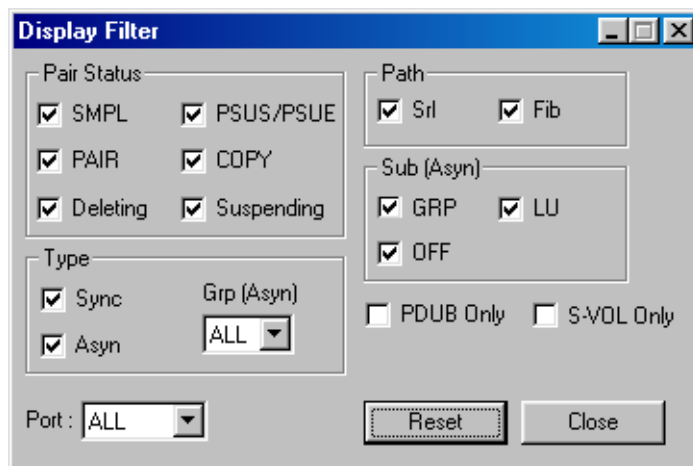 Display Filter
Pair Status
SMPL PSUS/PSUE
PAIR COPY
Deleting Suspending
Path
Srl Fib
Sub (Asyn)
GRP LU
OFF
Type
Sync
Asyn
Grp (Asyn)
ALL
PDUB Only S-VOL Only
Port : ALL
Reset Close